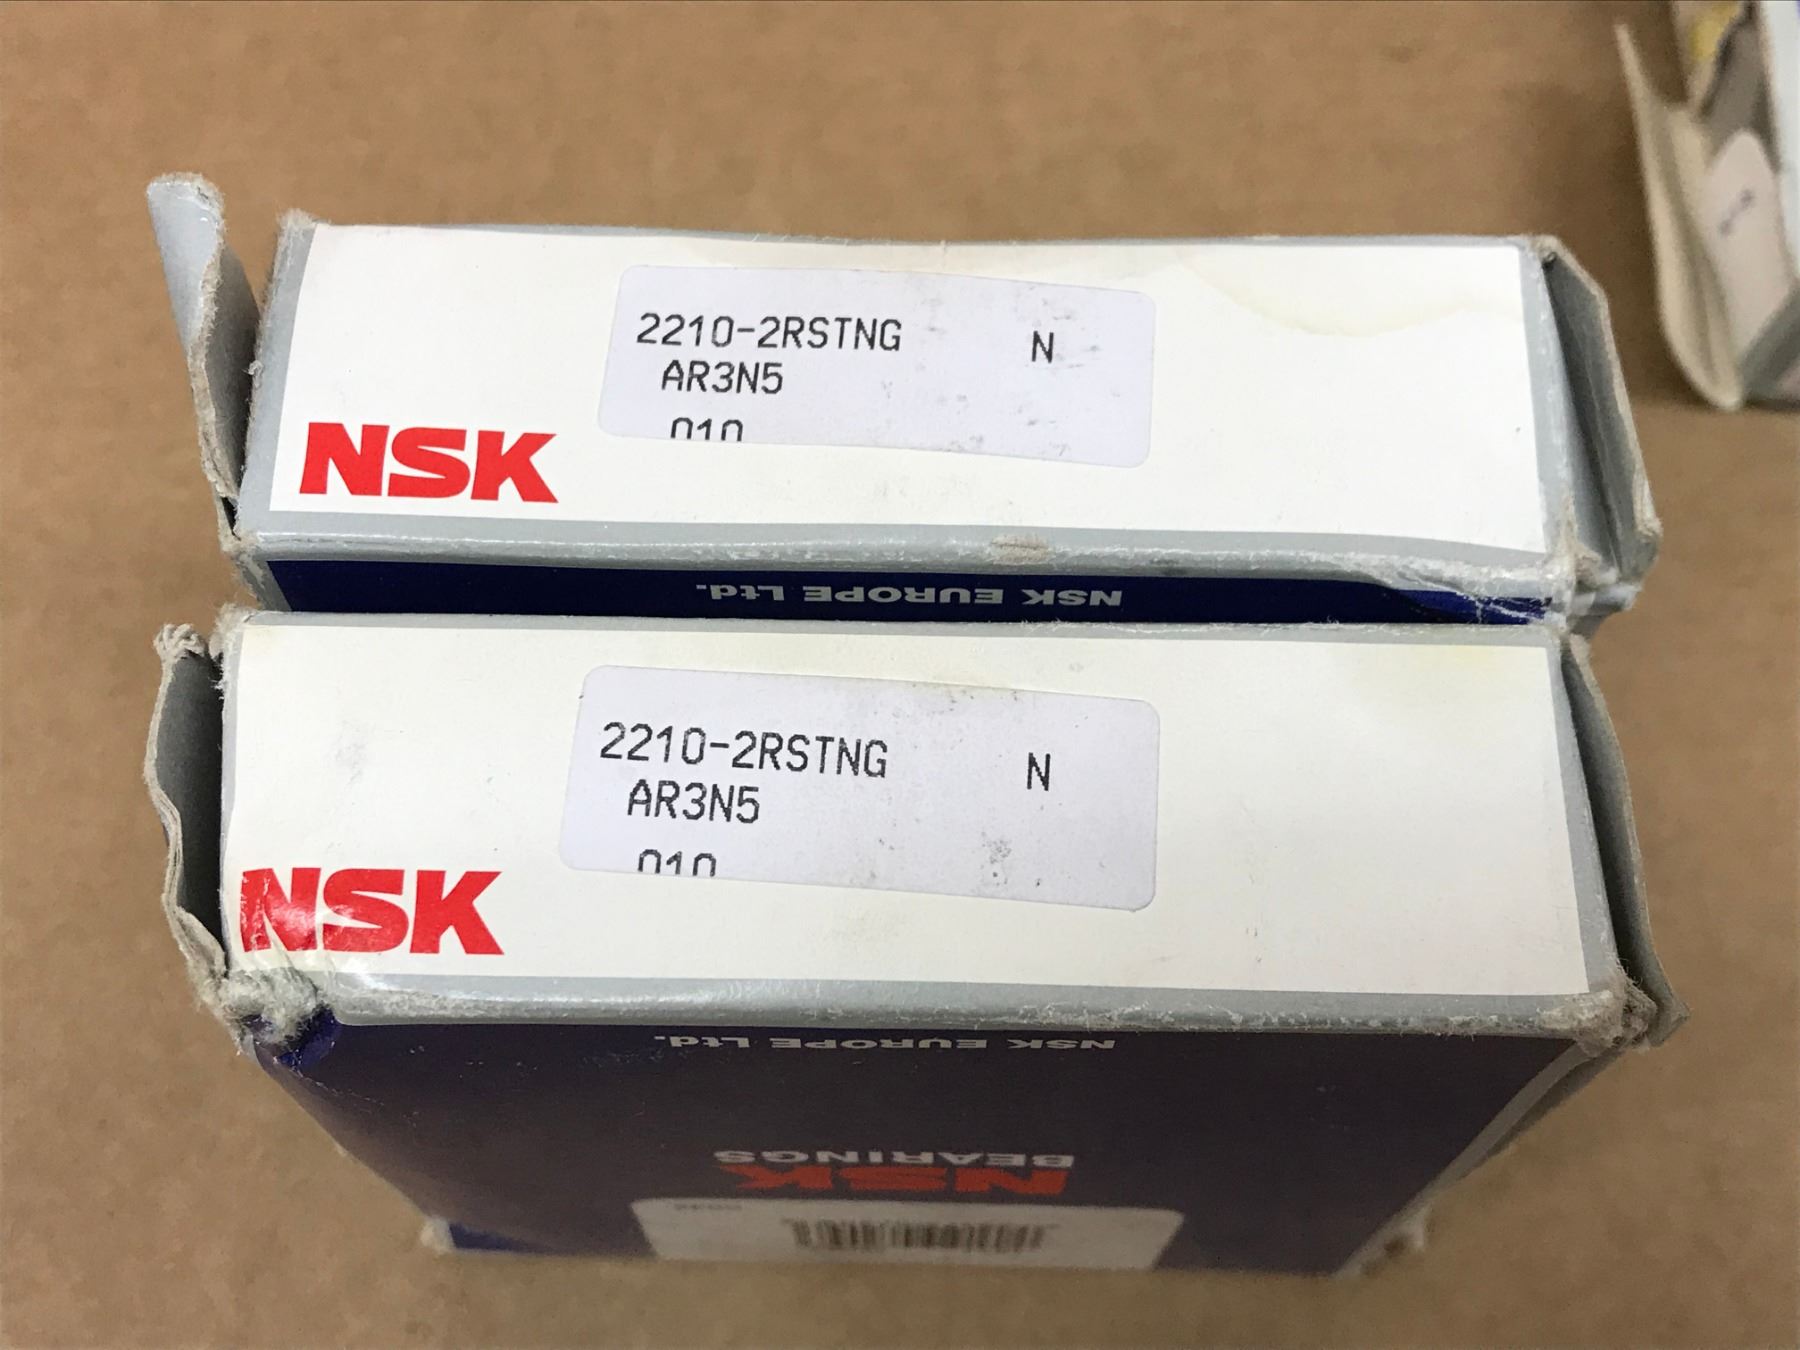 2210-2RSTNG N
AR3N5
010
NSK
NSK EUROPE Ltd.
2210-2RSTNG N
AR3N5
010
NSK
NSK EUROPE Ltd.
BEARINGS
NSK